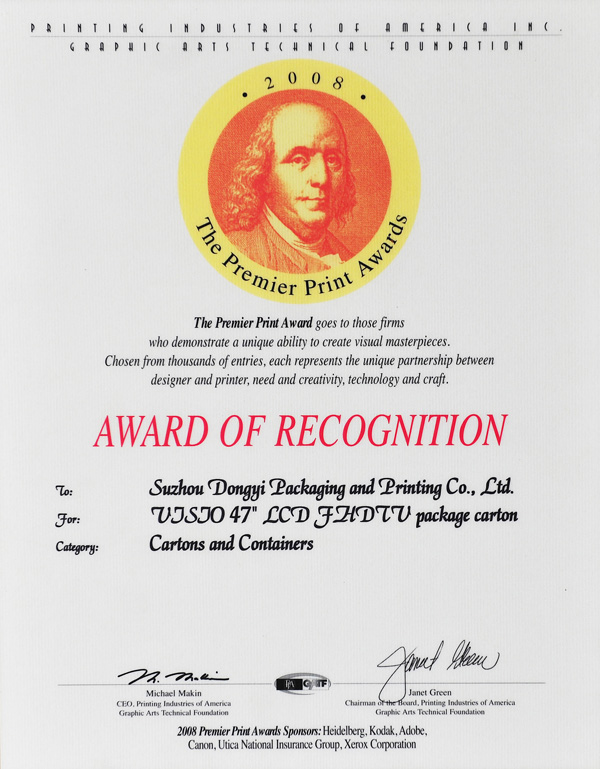 PRINTING INDUSTRIES OF AMERICA INC.
GRAPHIC ARTS TECHNICAL FOUNDATION
• 2008 •
The Premier Print Awards
The Premier Print Award goes to those firms
who demonstrate a unique ability to create visual masterpieces.
Chosen from thousands of entries, each represents the unique partnership between
designer and printer, need and creativity, technology and craft.
AWARD OF RECOGNITION
To: Suzhou Dongyi Packaging and Printing Co., Ltd.
For: VISIO 47" LCD FHDTV package carton
Category: Cartons and Containers
M. Makin
Janet Green
PIA GATF
Michael Makin
CEO, Printing Industries of America
Graphic Arts Technical Foundation
Janet Green
Chairman of the Board, Printing Industries of America
Graphic Arts Technical Foundation
2008 Premier Print Awards Sponsors: Heidelberg, Kodak, Adobe,
Canon, Utica National Insurance Group, Xerox Corporation